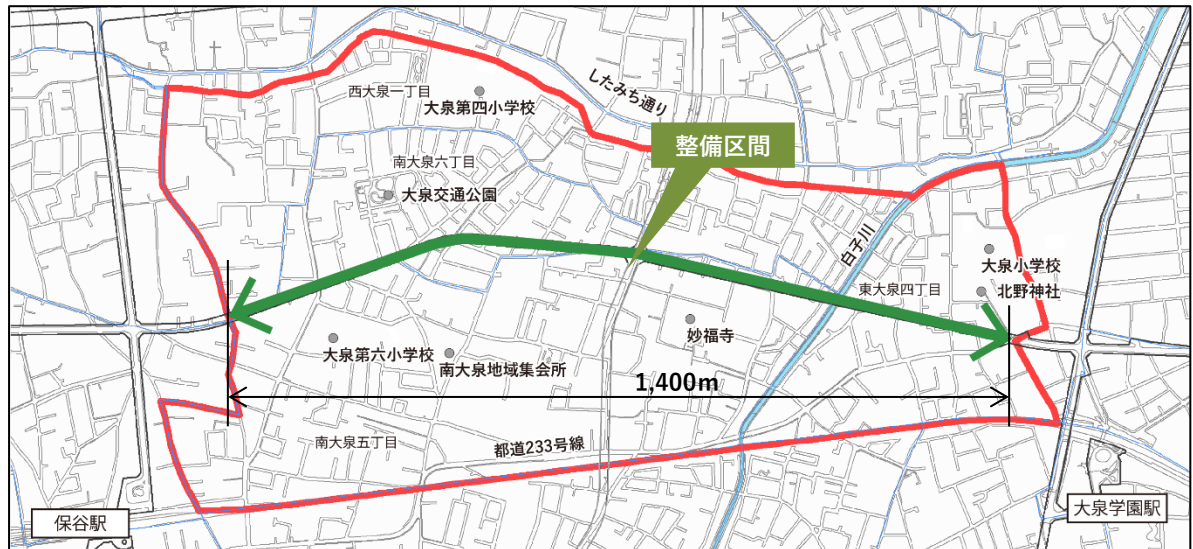 したみち通り
西大泉一丁目
大泉第四小学校
整備区間
南大泉六丁目
大泉交通公園
白子川
大泉小学校
東大泉四丁目
北野神社
大泉第六小学校
南大泉地域集会所
妙福寺
1,400m
南大泉五丁目
都道233号線
保谷駅
大泉学園駅